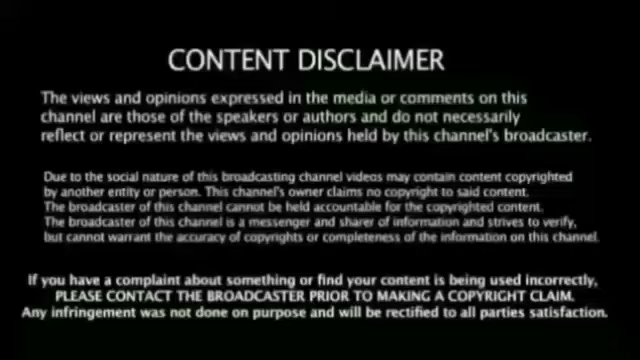 CONTENT DISCLAIMER
The views and opinions expressed in the media or comments on this
channel are those of the speakers or authors and do not necessarily
reflect or represent the views and opinions held by this channel's broadcaster.
Due to the social nature of this broadcasting channel videos may contain content copyrighted
by another entity or person. This channel's owner claims no copyright to said content.
The broadcaster of this channel cannot be held accountable for the copyrighted content.
The broadcaster of this channel is a messenger and sharer of information and strives to verify,
but cannot warrant the accuracy of copyrights or completeness of the information on this channel.
If you have a complaint about something or find your content is being used incorrectly,
PLEASE CONTACT THE BROADCASTER PRIOR TO MAKING A COPYRIGHT CLAIM.
Any infringement was not done on purpose and will be rectified to all parties satisfaction.